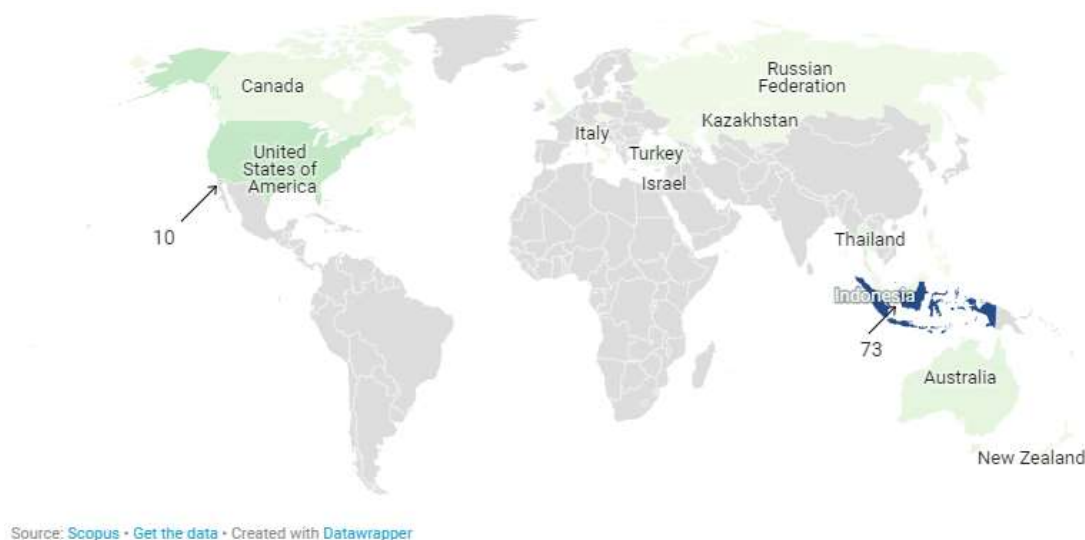 Canada
Russian
Federation
Kazakhstan
Italy
Turkey
United
States of
America
Israel
10
Thailand
Indonesia
73
Australia
New Zealand
Source: Scopus • Get the data • Created with Datawrapper